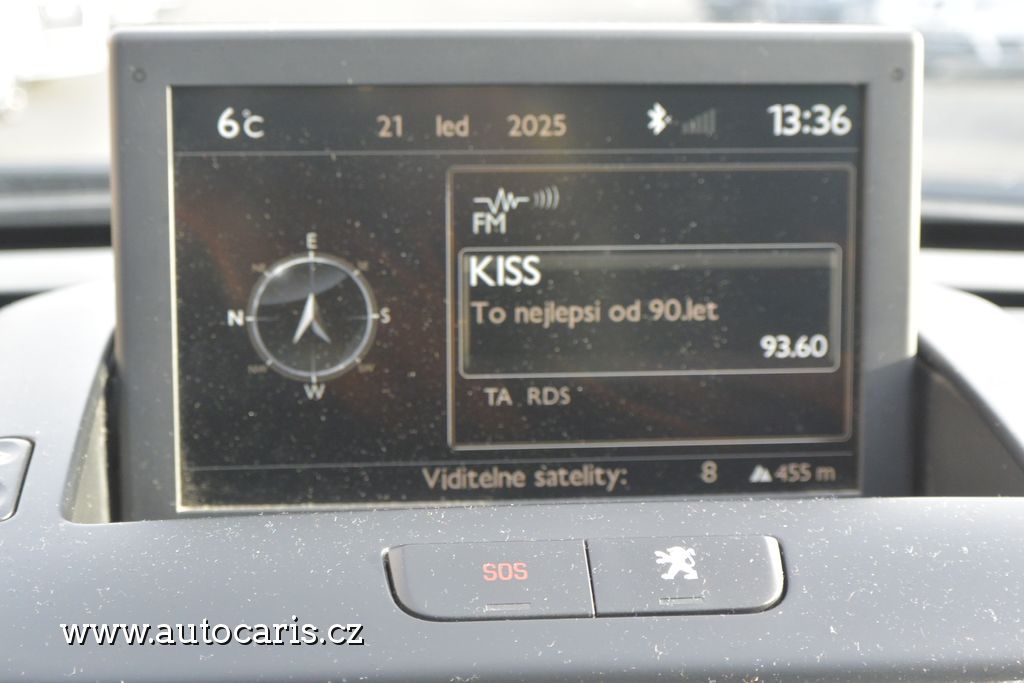 6°C 21 led 2025 13:36
FM
KISS
To nejlepsi od 90.let
93.60
TA RDS
E
N S
W
Viditelne satelity: 8 455 m
SOS
www.autocaris.cz